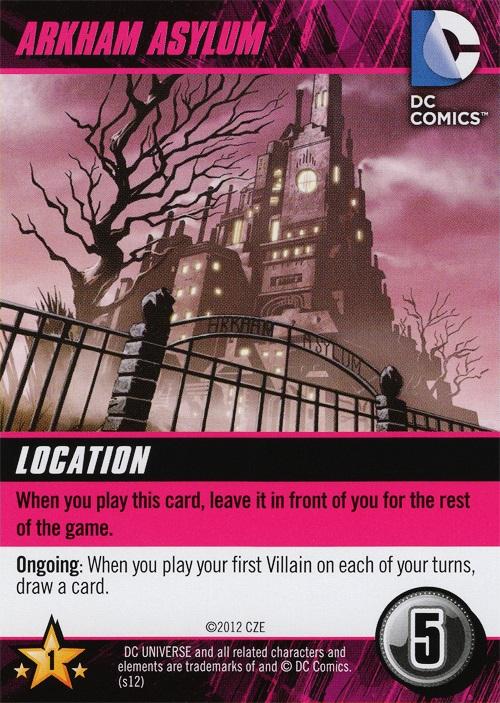 ARKHAM ASYLUM
DC
COMICS™
ARKHAM ASYLUM
LOCATION
When you play this card, leave it in front of you for the rest
of the game.
Ongoing: When you play your first Villain on each of your turns,
draw a card.
©2012 CZE
1
DC UNIVERSE and all related characters and
elements are trademarks of and © DC Comics.
(s12)
5